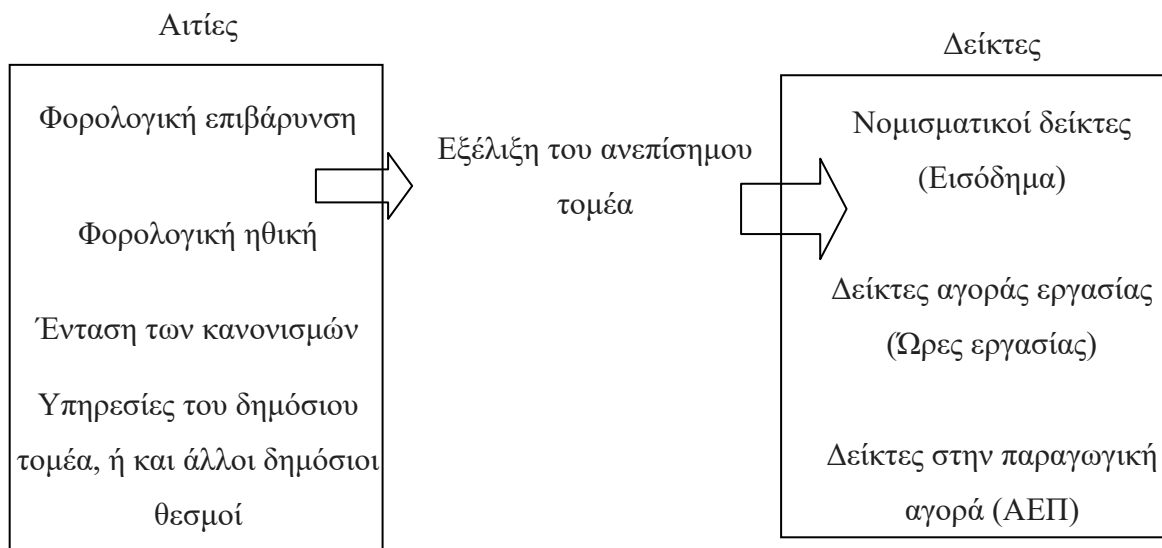 Αιτίες
Φορολογική επιβάρυνση
Φορολογική ηθική
Ένταση των κανονισμών
Υπηρεσίες του δημόσιου
τομέα, ή και άλλοι δημόσιοι
θεσμοί
Εξέλιξη του ανεπίσημου
τομέα
Δείκτες
Νομισματικοί δείκτες
(Εισόδημα)
Δείκτες αγοράς εργασίας
(Ώρες εργασίας)
Δείκτες στην παραγωγική
αγορά (ΑΕΠ)